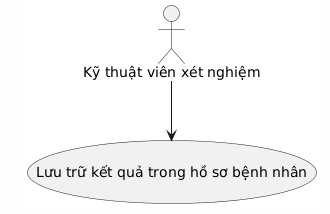 Kỹ thuật viên xét nghiệm
Lưu trữ kết quả trong hồ sơ bệnh nhân